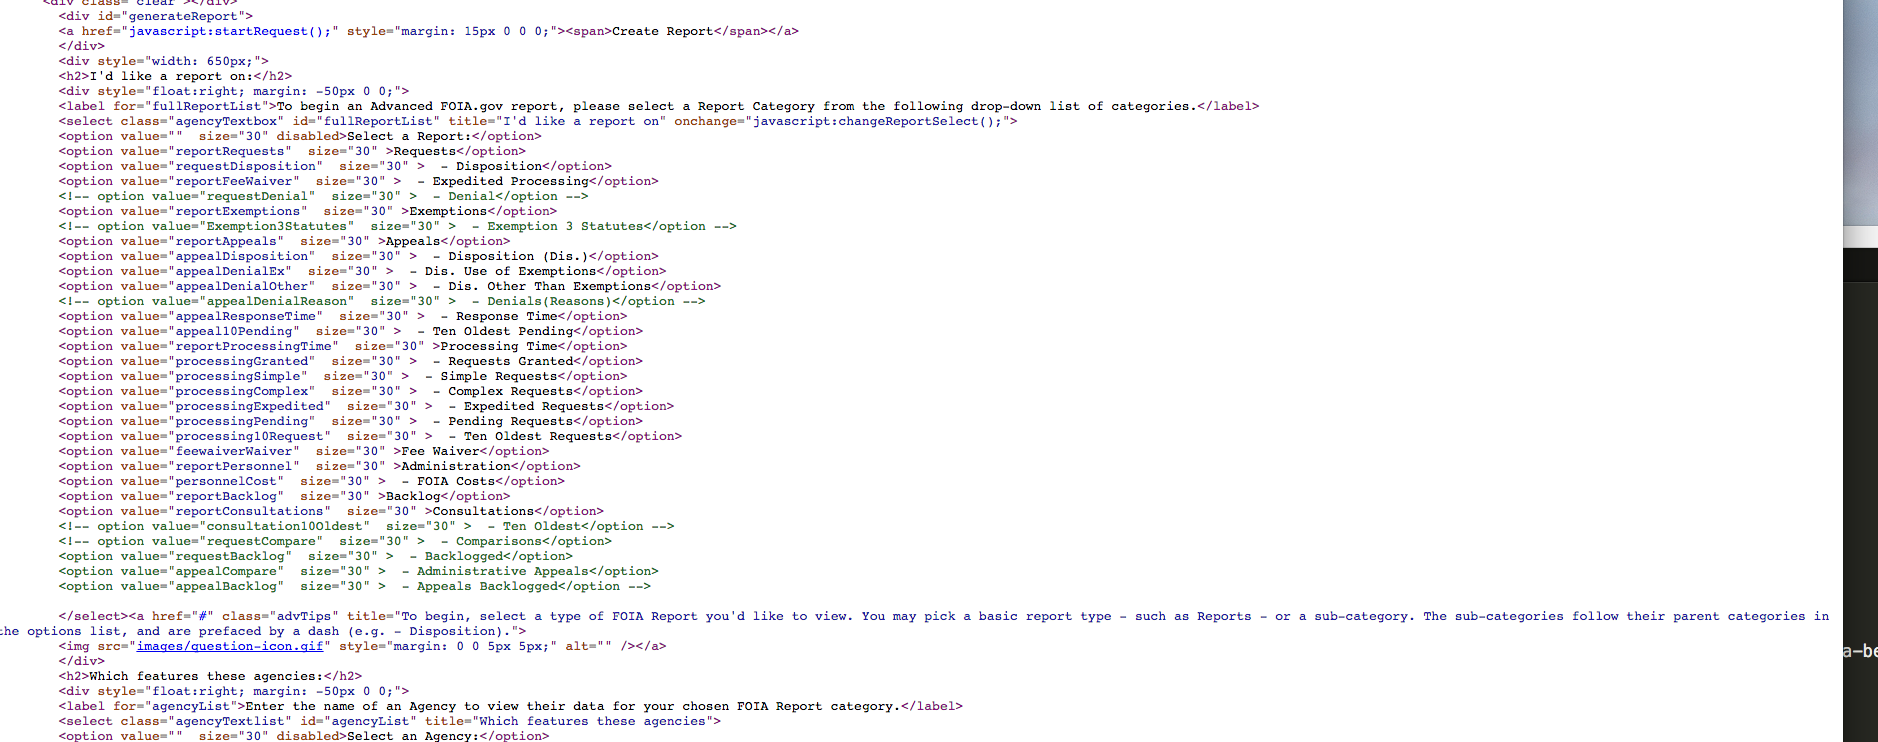 <div class="clear"></div>
<div id="generateReport">
<a href="javascript:startRequest();" style="margin: 15px 0 0 0;"><span>Create Report</span></a>
</div>
<div style="width: 650px;">
<h2>I'd like a report on:</h2>
<div style="float:right; margin: -50px 0 0;">
<label for="fullReportList">To begin an Advanced FOIA.gov report, please select a Report Category from the following drop-down list of categories.</label>
<select class="agencyTextbox" id="fullReportList" title="I'd like a report on" onchange="javascript:changeReportSelect();">
<option value=""  size="30" disabled>Select a Report:</option>
<option value="reportRequests"  size="30" >Requests</option>
<option value="requestDisposition"  size="30" >  - Disposition</option>
<option value="reportFeeWaiver"  size="30" >  - Expedited Processing</option>
<!-- option value="requestDenial"  size="30" >  - Denial</option -->
<option value="reportExemptions"  size="30" >Exemptions</option>
<!-- option value="Exemption3Statutes"  size="30" >  - Exemption 3 Statutes</option -->
<option value="reportAppeals"  size="30" >Appeals</option>
<option value="appealDisposition"  size="30" >  - Disposition (Dis.)</option>
<option value="appealDenialEx"  size="30" >  - Dis. Use of Exemptions</option>
<option value="appealDenialOther"  size="30" >  - Dis. Other Than Exemptions</option>
<!-- option value="appealDenialReason"  size="30" >  - Denials(Reasons)</option -->
<option value="appealResponseTime"  size="30" >  - Response Time</option>
<option value="appeal10Pending"  size="30" >  - Ten Oldest Pending</option>
<option value="reportProcessingTime"  size="30" >Processing Time</option>
<option value="processingGranted"  size="30" >  - Requests Granted</option>
<option value="processingSimple"  size="30" >  - Simple Requests</option>
<option value="processingComplex"  size="30" >  - Complex Requests</option>
<option value="processingExpedited"  size="30" >  - Expedited Requests</option>
<option value="processingPending"  size="30" >  - Pending Requests</option>
<option value="processing10Request"  size="30" >  - Ten Oldest Requests</option>
<option value="feewaiverWaiver"  size="30" >Fee Waiver</option>
<option value="reportPersonnel"  size="30" >Administration</option>
<option value="personnelCost"  size="30" >  - FOIA Costs</option>
<option value="reportBacklog"  size="30" >Backlog</option>
<option value="reportConsultations"  size="30" >Consultations</option>
<!-- option value="consultation10Oldest"  size="30" >  - Ten Oldest</option -->
<!-- option value="requestCompare"  size="30" >  - Comparisons</option>
<option value="requestBacklog"  size="30" >  - Backlogged</option>
<option value="appealCompare"  size="30" >  - Administrative Appeals</option>
<option value="appealBacklog"  size="30" >  - Appeals Backlogged</option -->
</select><a href="#" class="advTips" title="To begin, select a type of FOIA Report you'd like to view. You may pick a basic report type - such as Reports - or a sub-category. The sub-categories follow their parent categories in
the options list, and are prefaced by a dash (e.g. - Disposition).">
<img src="images/question-icon.gif" style="margin: 0 0 5px 5px;" alt="" /></a>
</div>
a-be
<h2>Which features these agencies:</h2>
<div style="float:right; margin: -50px 0 0;">
<label for="agencyList">Enter the name of an Agency to view their data for your chosen FOIA Report category.</label>
<select class="agencyTextlist" id="agencyList" title="Which features these agencies">
<option value=""  size="30" disabled>Select an Agency:</option>